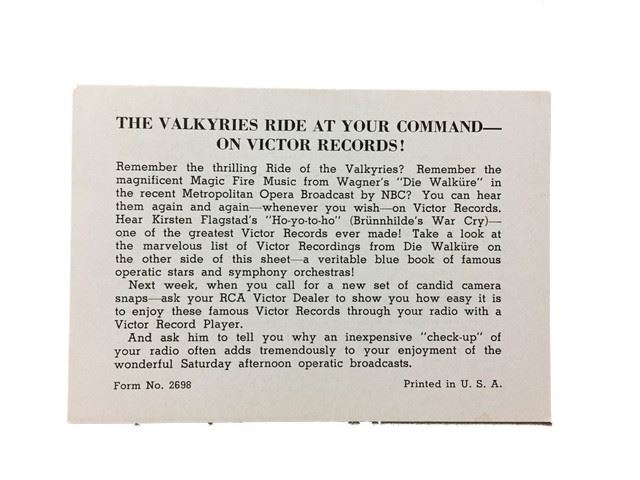 THE VALKYRIES RIDE AT YOUR COMMAND—
ON VICTOR RECORDS!
Remember the thrilling Ride of the Valkyries? Remember the
magnificent Magic Fire Music from Wagner's "Die Walküre" in
the recent Metropolitan Opera Broadcast by NBC? You can hear
them again and again—whenever you wish—on Victor Records.
Hear Kirsten Flagstad's "Ho-yo-to-ho" (Brünnhilde's War Cry)—
one of the greatest Victor Records ever made! Take a look at
the marvelous list of Victor Recordings from Die Walküre on
the other side of this sheet—a veritable blue book of famous
operatic stars and symphony orchestras!
Next week, when you call for a new set of candid camera
snaps—ask your RCA Victor Dealer to show you how easy it is
to enjoy these famous Victor Records through your radio with a
Victor Record Player.
And ask him to tell you why an inexpensive "check-up" of
your radio often adds tremendously to your enjoyment of the
wonderful Saturday afternoon operatic broadcasts.
Form No. 2698 Printed in U. S. A.